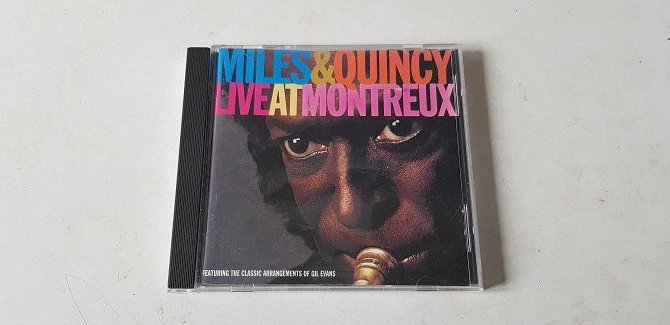 MILES&QUINCY
LIVEATMONTREUX
FEATURING THE CLASSIC ARRANGEMENTS OF GIL EVANS